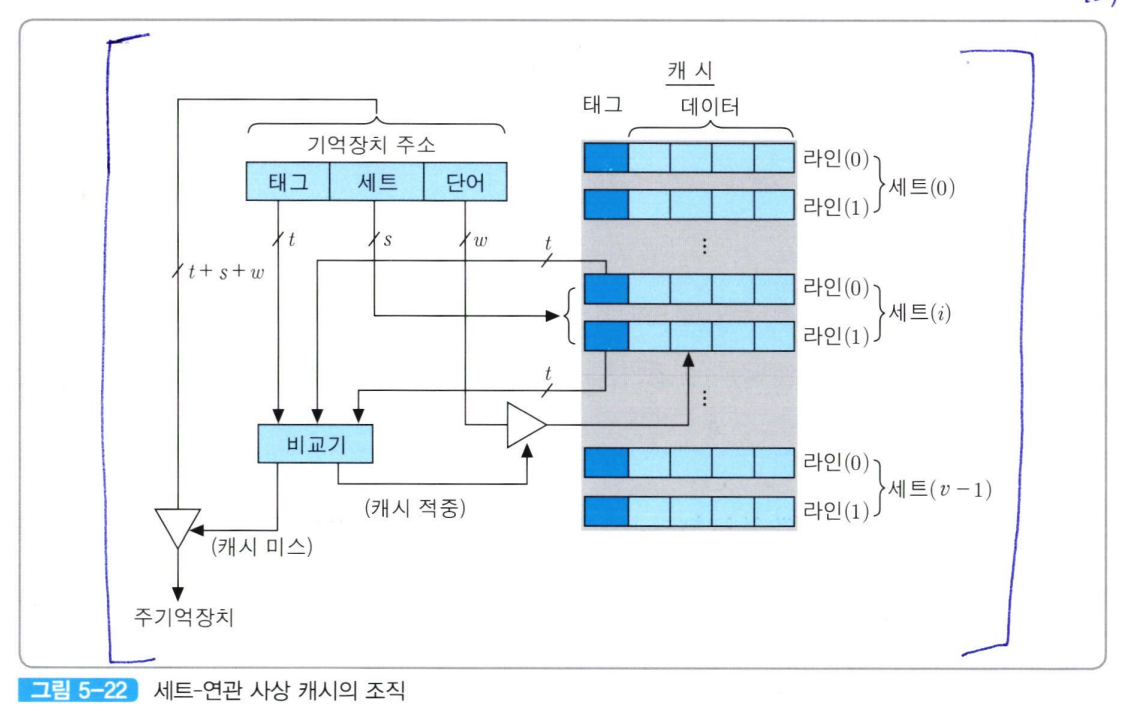 캐 시
태그 데이터
기억장치 주소
태그 세트 단어
t s w
t+s+w
t
t
라인(0)
라인(1)
세트(0)
⋮
라인(0)
라인(1)
세트(i)
⋮
라인(0)
라인(1)
세트(v-1)
비교기
(캐시 적중)
(캐시 미스)
주기억장치
그림 5-22 세트-연관 사상 캐시의 조직